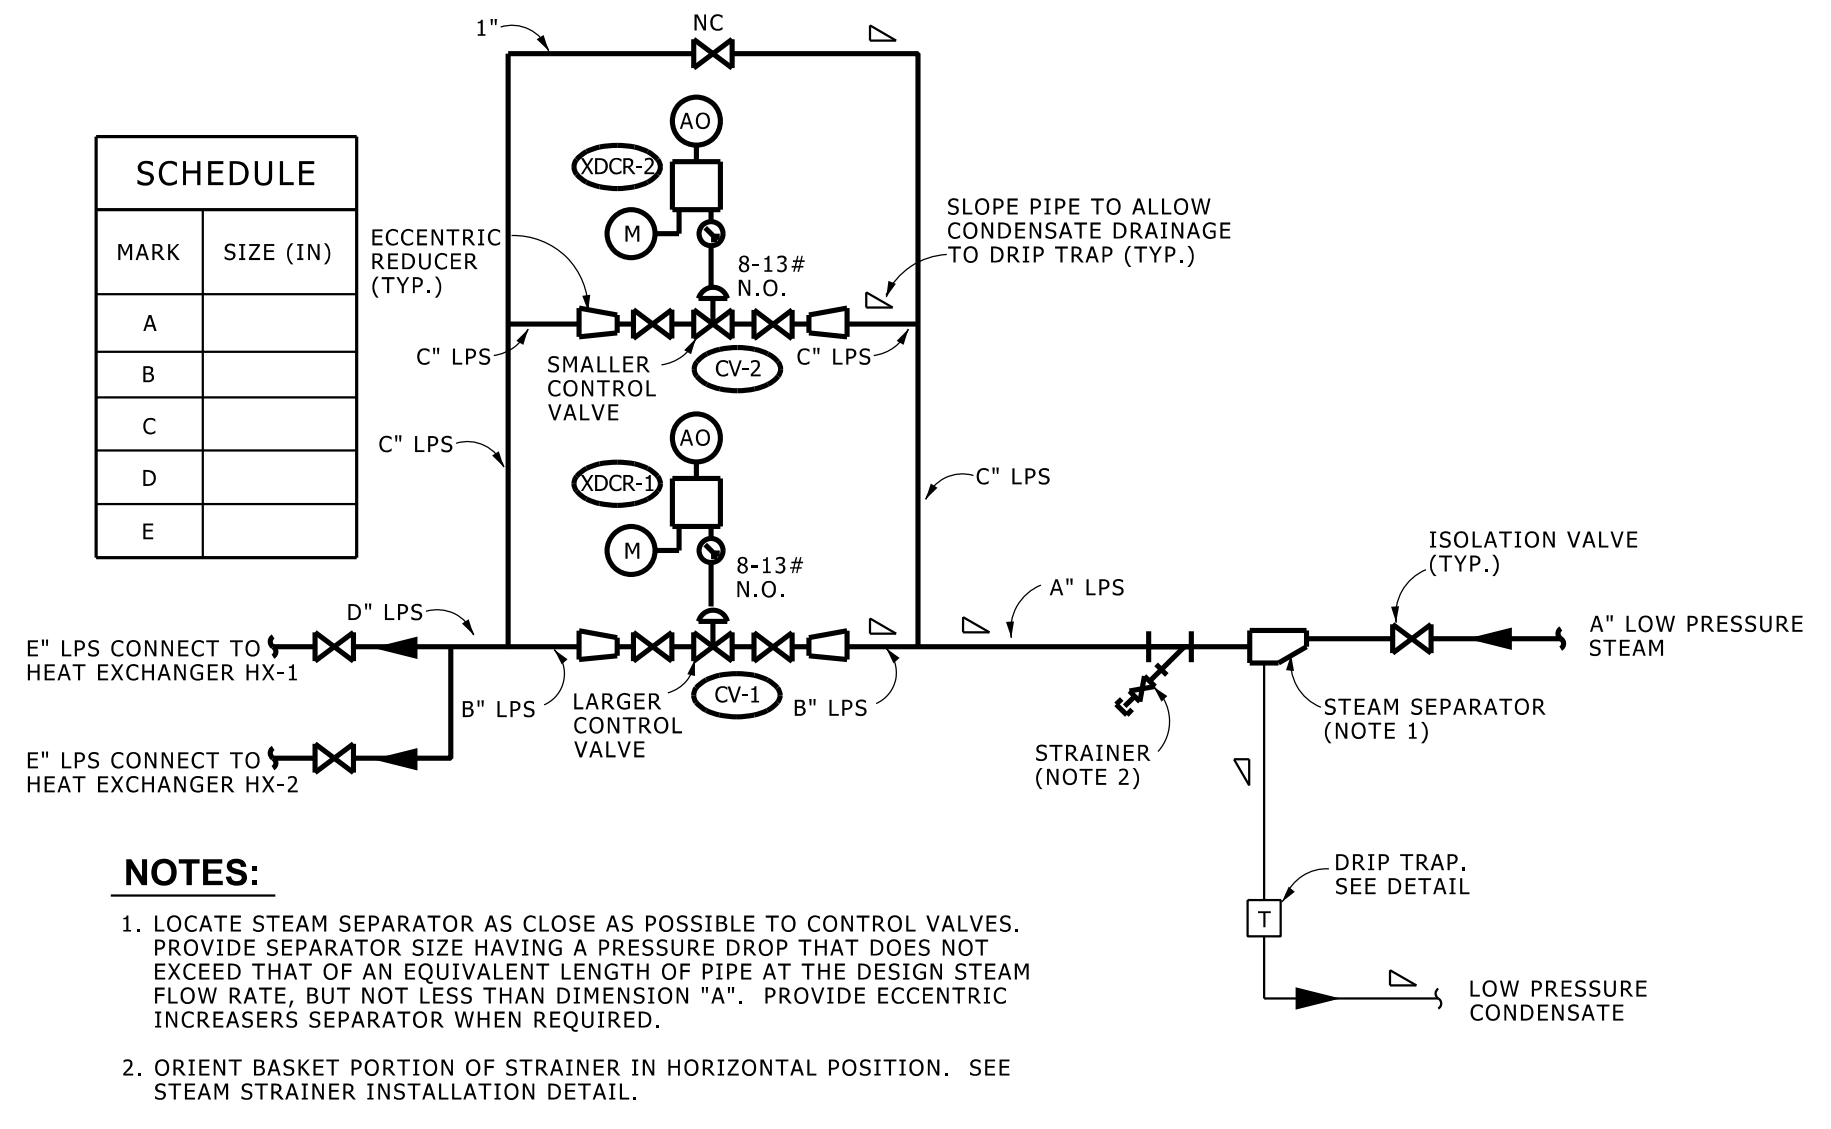 1"
NC
AO
XDCR-2
M
8-13#
N.O.
ECCENTRIC
REDUCER
(TYP.)
SLOPE PIPE TO ALLOW
CONDENSATE DRAINAGE
TO DRIP TRAP (TYP.)
C" LPS
SMALLER
CONTROL
VALVE
CV-2
C" LPS
SCHEDULE
MARK
SIZE (IN)
A
B
C
D
E
C" LPS
AO
XDCR-1
M
8-13#
N.O.
C" LPS
ISOLATION VALVE
(TYP.)
A" LPS
D" LPS
E" LPS CONNECT TO
HEAT EXCHANGER HX-1
A" LOW PRESSURE
STEAM
B" LPS
LARGER
CONTROL
VALVE
CV-1
B" LPS
STEAM SEPARATOR
(NOTE 1)
STRAINER
(NOTE 2)
E" LPS CONNECT TO
HEAT EXCHANGER HX-2
DRIP TRAP.
SEE DETAIL
T
LOW PRESSURE
CONDENSATE
NOTES:
1. LOCATE STEAM SEPARATOR AS CLOSE AS POSSIBLE TO CONTROL VALVES.
PROVIDE SEPARATOR SIZE HAVING A PRESSURE DROP THAT DOES NOT
EXCEED THAT OF AN EQUIVALENT LENGTH OF PIPE AT THE DESIGN STEAM
FLOW RATE, BUT NOT LESS THAN DIMENSION "A". PROVIDE ECCENTRIC
INCREASERS SEPARATOR WHEN REQUIRED.
2. ORIENT BASKET PORTION OF STRAINER IN HORIZONTAL POSITION. SEE
STEAM STRAINER INSTALLATION DETAIL.